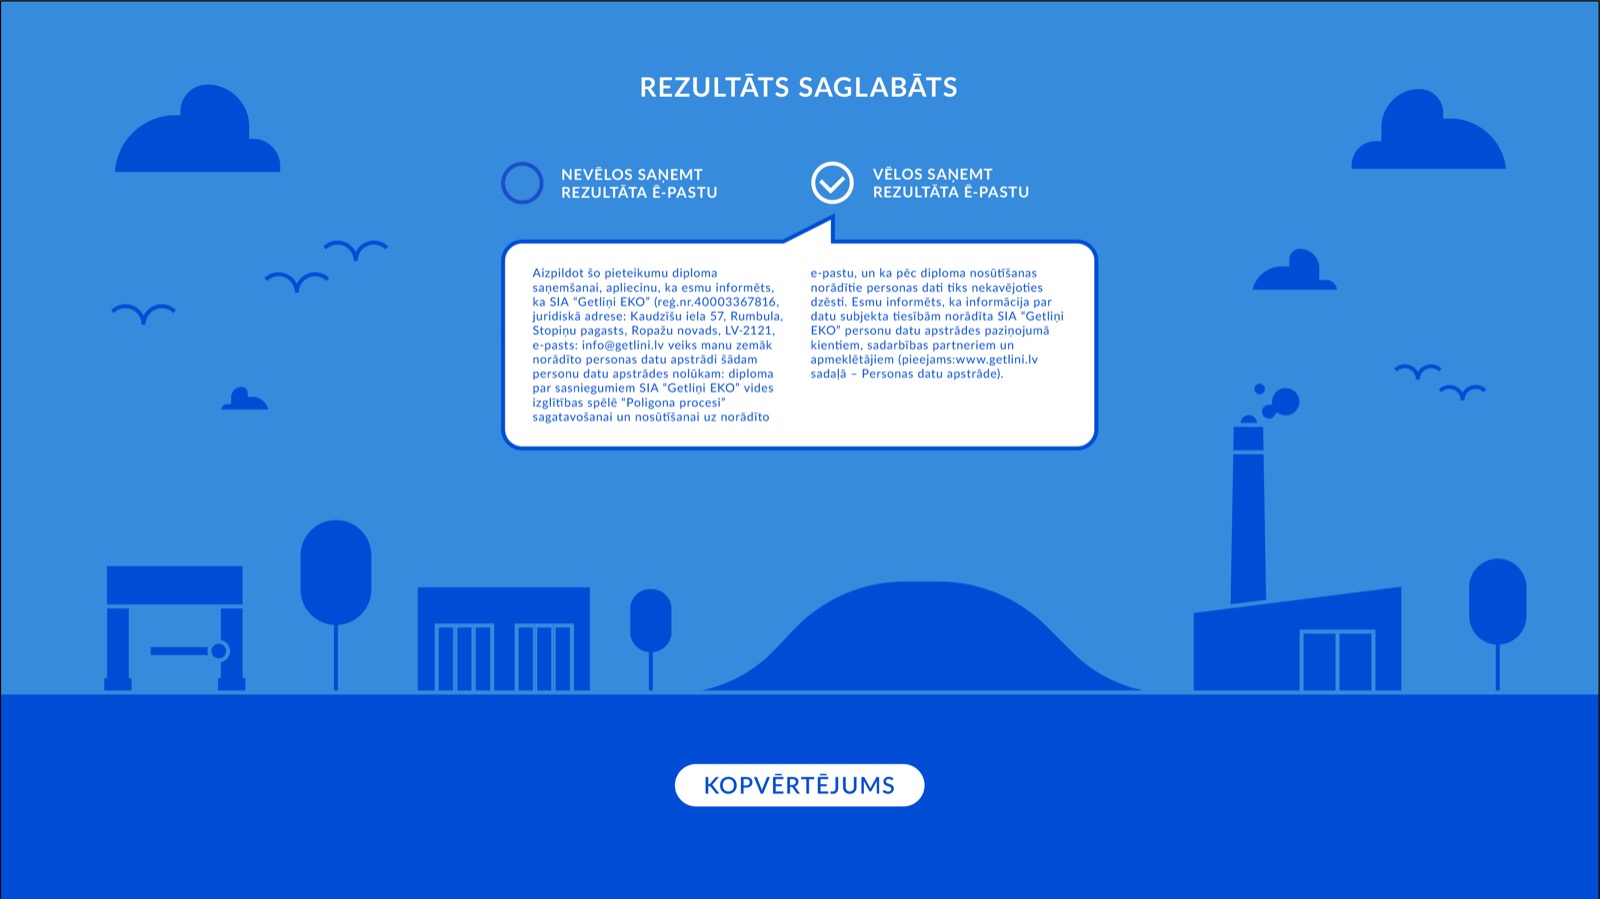 REZULTĀTS SAGLABĀTS
NEVĒLOS SAŅEMT
REZULTĀTA Ē-PASTU
VĒLOS SAŅEMT
REZULTĀTA Ē-PASTU
Aizpildot šo pieteikumu diploma
saņemšanai, apliecinu, ka esmu informēts,
ka SIA “Getliņi EKO” (reģ.nr.40003367816,
juridiskā adrese: Kaudzīšu iela 57, Rumbula,
Stopiņu pagasts, Ropažu novads, LV-2121,
e-pasts: info@getlini.lv veiks manu zemāk
norādīto personas datu apstrādi šādam
personu datu apstrādes nolūkam: diploma
par sasniegumiem SIA “Getliņi EKO” vides
izglītības spēlē “Poligona procesi”
sagatavošanai un nosūtīšanai uz norādīto
e-pastu, un ka pēc diploma nosūtīšanas
norādītie personas dati tiks nekavējoties
dzēsti. Esmu informēts, ka informācija par
datu subjekta tiesībām norādīta SIA “Getliņi
EKO” personu datu apstrādes paziņojumā
kientiem, sadarbības partneriem un
apmeklētājiem (pieejams:www.getlini.lv
sadaļā – Personas datu apstrāde).
KOPVĒRTĒJUMS